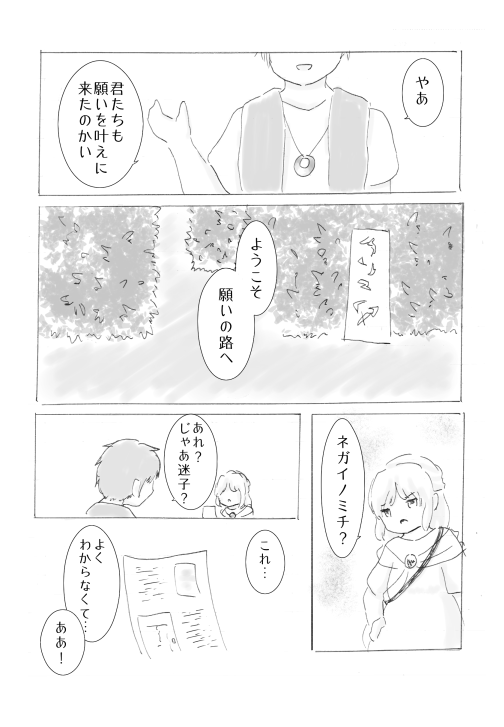 やあ
君たちも
願いを叶えに
来たのかい
ようこそ
願いの路へ
ネガイノミチ？
あれ？
じゃあ迷子？
これ…
よく
わからなくて…
ああ！